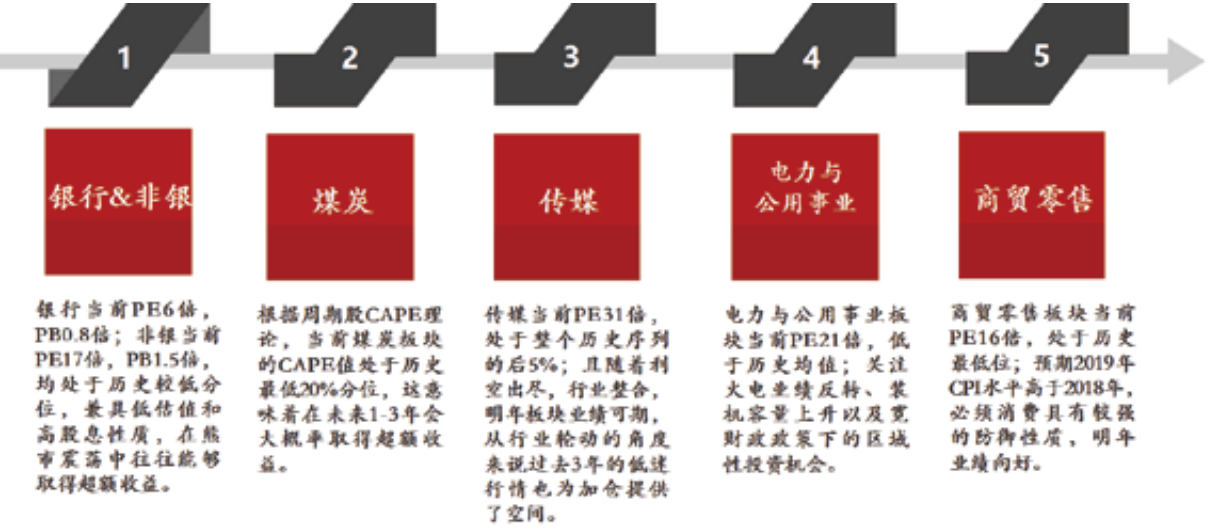 1
2
3
4
5
银行&非银
煤炭
传媒
电力与
公用事业
商贸零售
银行当前PE6倍，
PB0.8倍；非银当前
PE17倍，PB1.5倍，
均处于历史较低分
位，兼具低估值和
高股息性质，在熊
市震荡中往往能够
取得超额收益。
根据周期股CAPE理
论，当前煤炭板块
的CAPE值处于历史
最低20%分位，这意
味着在未来1-3年会
大概率取得超额收
益。
传媒当前PE31倍，
处于整个历史序列
的后5%；且随着利
空出尽，行业整合，
明年板块业绩可期，
从行业轮动的角度
来说过去3年的低迷
行情也为加仓提供
了空间。
电力与公用事业板
块当前PE21倍，低
于历史均值；关注
火电业绩反转、装
机容量上升以及宽
财政政策下的区域
性投资机会。
商贸零售板块当前
PE16倍，处于历史
最低位；预期2019年
CPI水平高于2018年，
必须消费具有较强
的防御性质，明年
业绩向好。